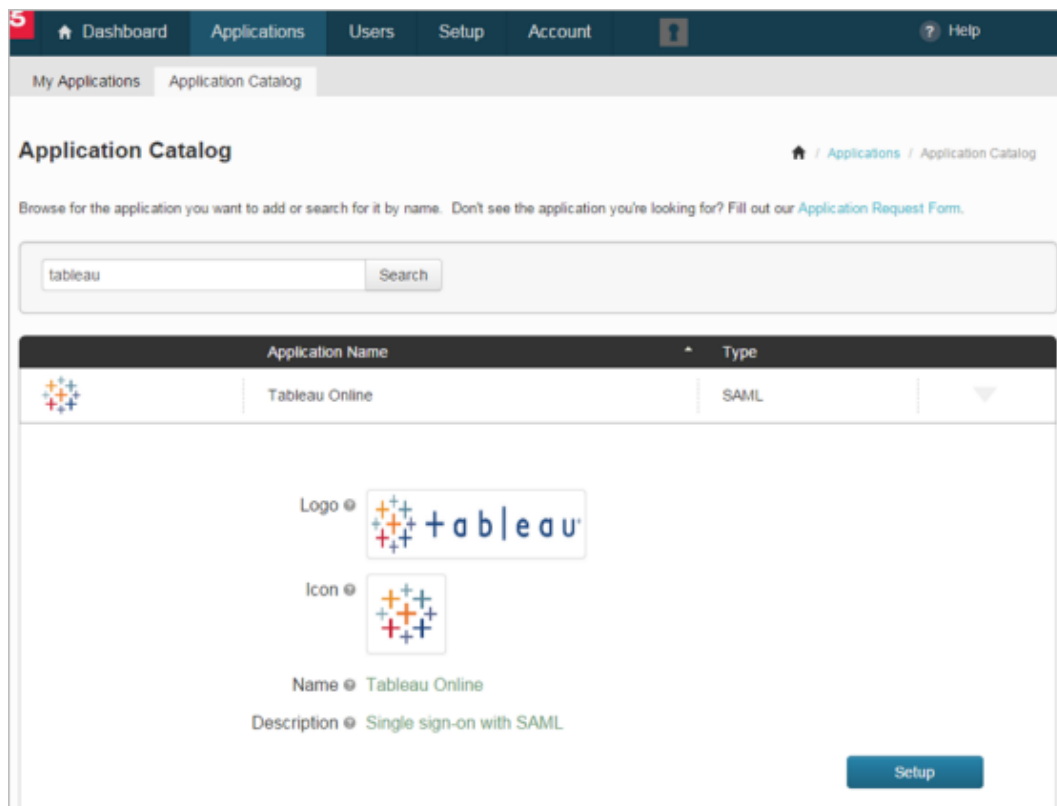 5
Dashboard Applications Users Setup Account ? Help
My Applications Application Catalog
Application Catalog
/ Applications / Application Catalog
Browse for the application you want to add or search for it by name. Don't see the application you're looking for? Fill out our Application Request Form.
tableau Search
Application Name Type
Tableau Online SAML
Logo ?
+ableau
Icon ?
Name ? Tableau Online
Description ? Single sign-on with SAML
Setup